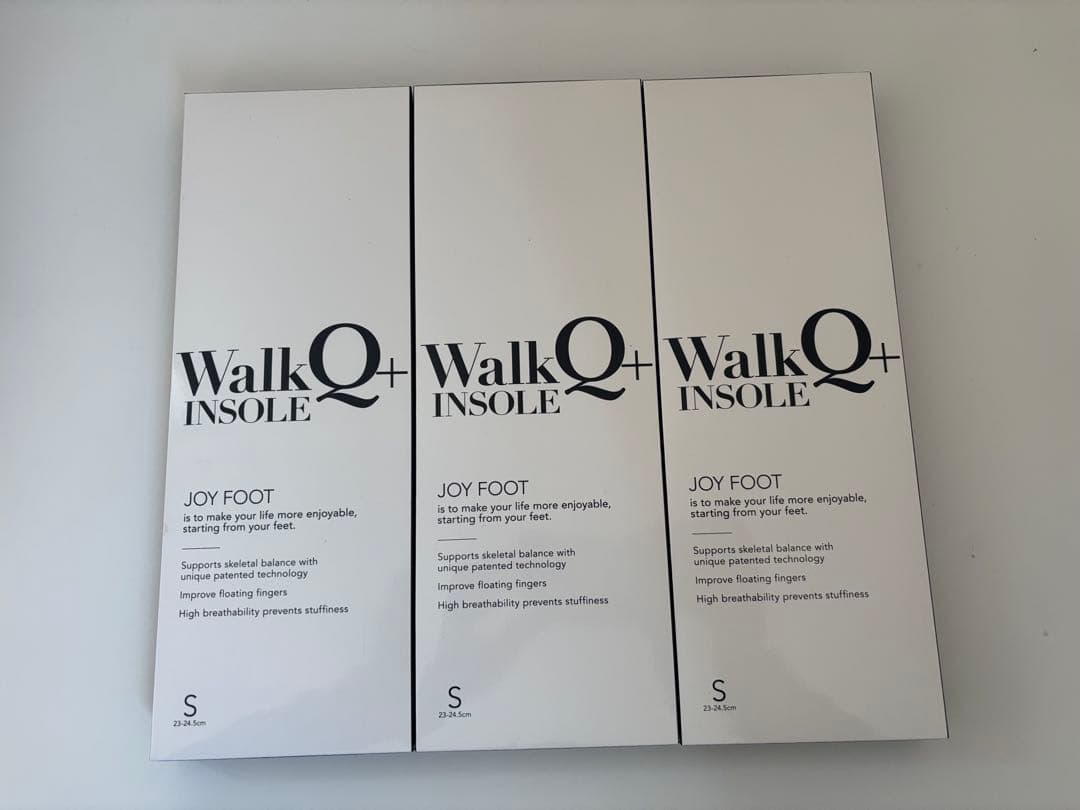 WalkQ+
INSOLE
JOY FOOT
is to make your life more enjoyable,
starting from your feet.
Supports skeletal balance with
unique patented technology
Improve floating fingers
High breathability prevents stuffiness
S
23-24.5cm
WalkQ+
INSOLE
JOY FOOT
is to make your life more enjoyable,
starting from your feet.
Supports skeletal balance with
unique patented technology
Improve floating fingers
High breathability prevents stuffiness
S
23-24.5cm
WalkQ+
INSOLE
JOY FOOT
is to make your life more enjoyable,
starting from your feet.
Supports skeletal balance with
unique patented technology
Improve floating fingers
High breathability prevents stuffiness
S
23-24.5cm